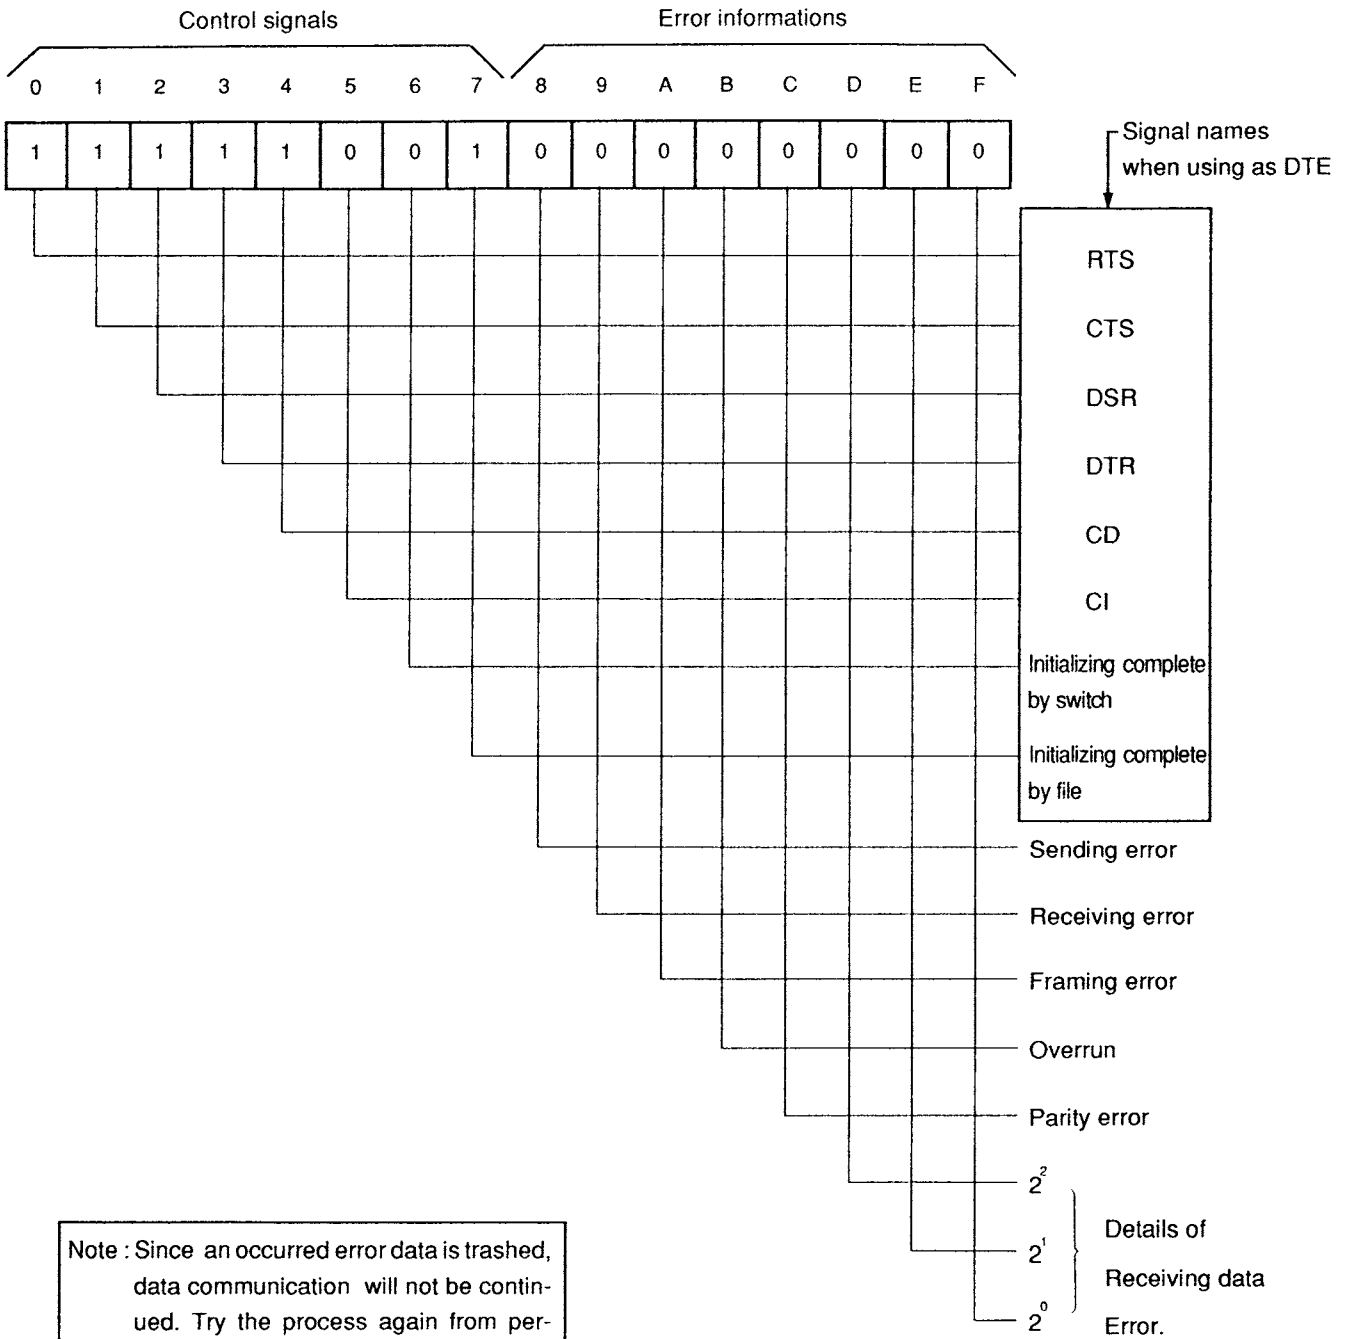 Control signals
Error informations
0 1 2 3 4 5 6 7 8 9 A B C D E F
1 1 1 1 1 0 0 1 0 0 0 0 0 0 0 0
Signal names
when using as DTE
RTS
CTS
DSR
DTR
CD
CI
Initializing complete
by switch
Initializing complete
by file
Sending error
Receiving error
Framing error
Overrun
Parity error
2²
2¹
2⁰
Details of
Receiving data
Error.
Note : Since an occurred error data is trashed,
data communication will not be contin-
ued. Try the process again from per-